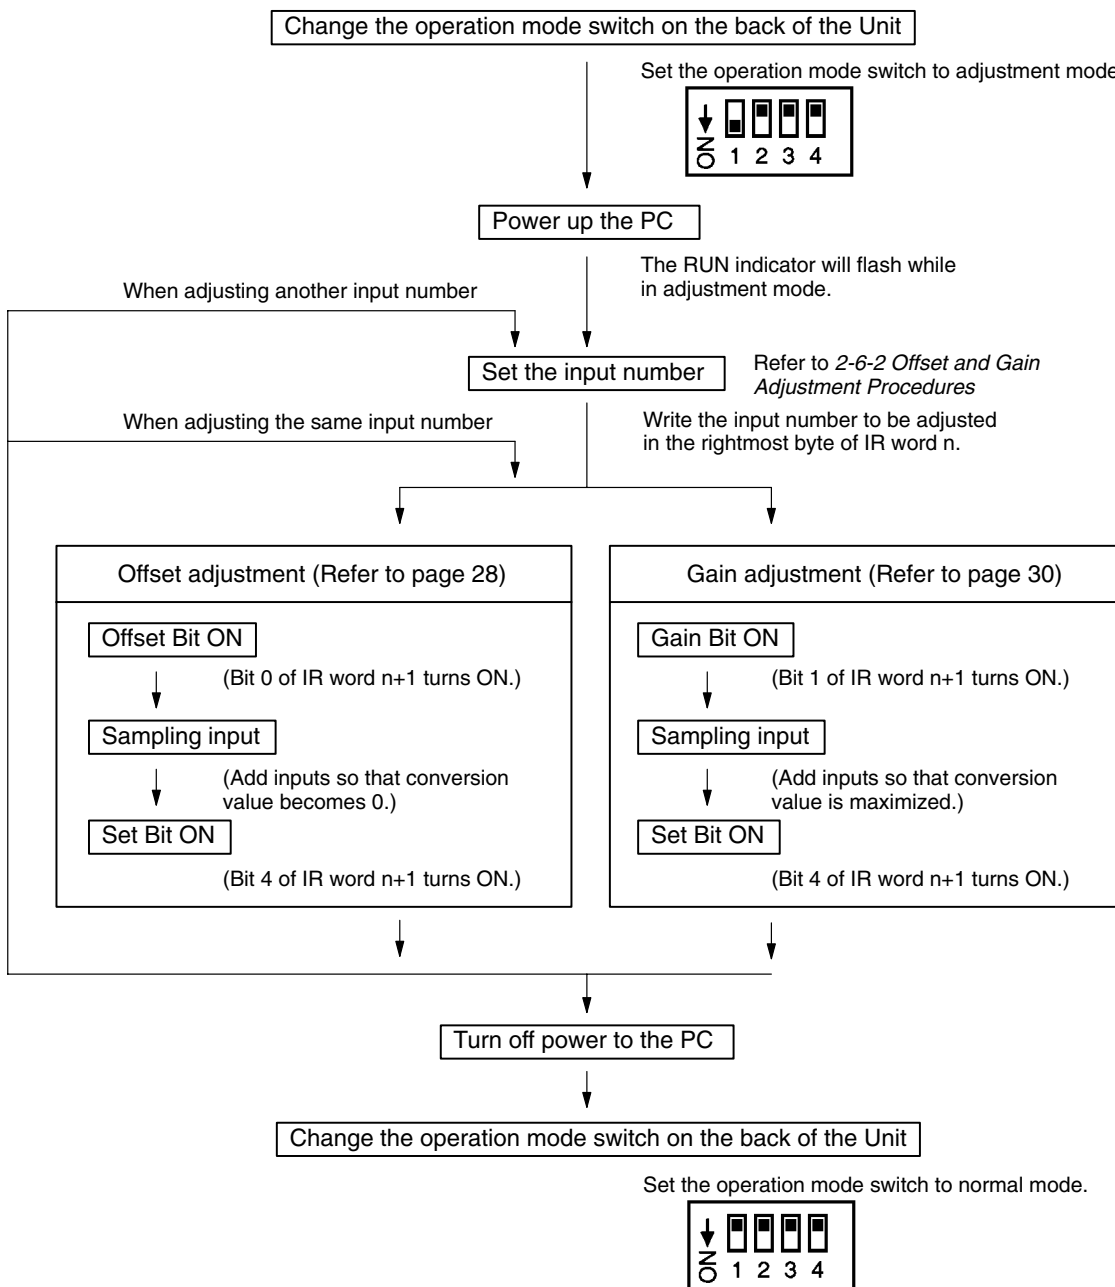 Change the operation mode switch on the back of the Unit
Set the operation mode switch to adjustment mode
ON 1 2 3 4
Power up the PC
The RUN indicator will flash while
in adjustment mode.
When adjusting another input number
Set the input number
Refer to 2-6-2 Offset and Gain
Adjustment Procedures
When adjusting the same input number
Write the input number to be adjusted
in the rightmost byte of IR word n.
Offset adjustment (Refer to page 28)
Offset Bit ON
(Bit 0 of IR word n+1 turns ON.)
Sampling input
(Add inputs so that conversion
value becomes 0.)
Set Bit ON
(Bit 4 of IR word n+1 turns ON.)
Gain adjustment (Refer to page 30)
Gain Bit ON
(Bit 1 of IR word n+1 turns ON.)
Sampling input
(Add inputs so that conversion
value is maximized.)
Set Bit ON
(Bit 4 of IR word n+1 turns ON.)
Turn off power to the PC
Change the operation mode switch on the back of the Unit
Set the operation mode switch to normal mode.
ON 1 2 3 4